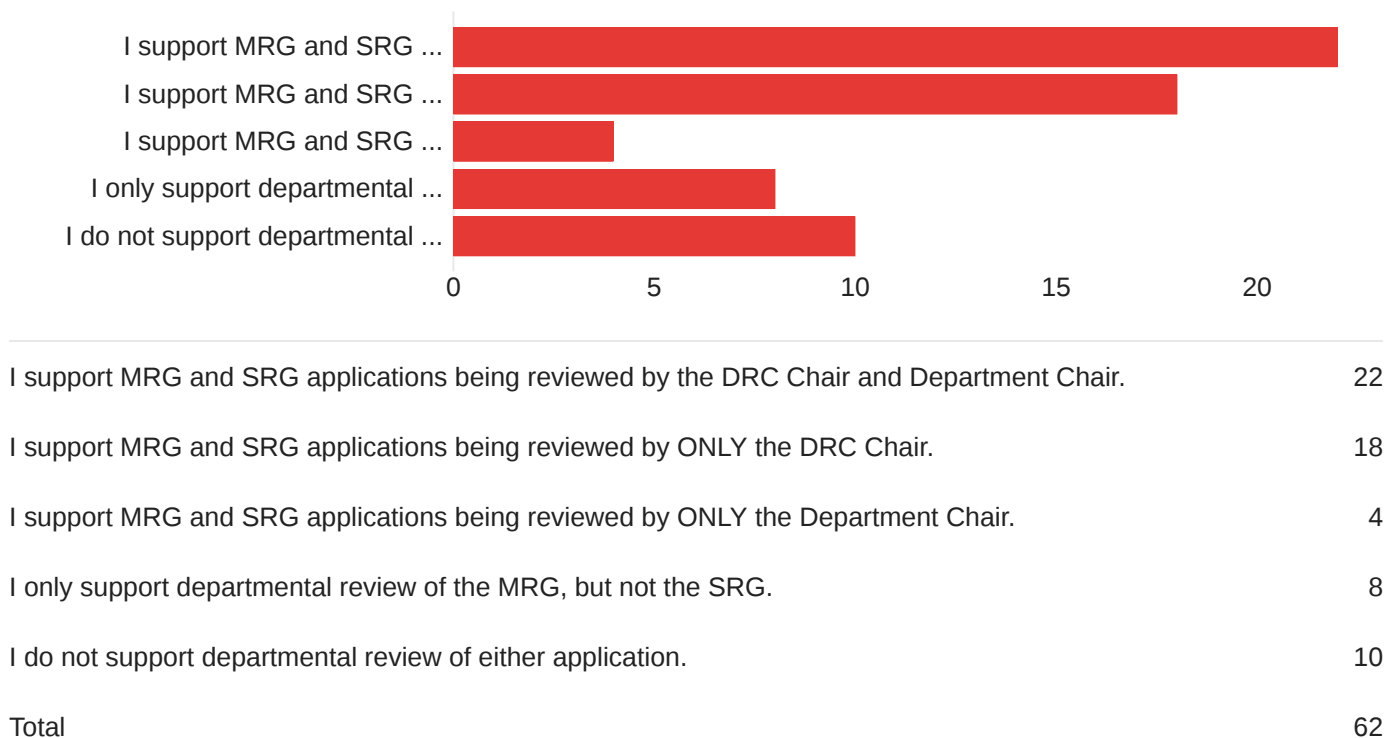 I support MRG and SRG ...
I support MRG and SRG ...
I support MRG and SRG ...
I only support departmental ...
I do not support departmental ...
0 5 10 15 20
I support MRG and SRG applications being reviewed by the DRC Chair and Department Chair. 22
I support MRG and SRG applications being reviewed by ONLY the DRC Chair. 18
I support MRG and SRG applications being reviewed by ONLY the Department Chair. 4
I only support departmental review of the MRG, but not the SRG. 8
I do not support departmental review of either application. 10
Total 62